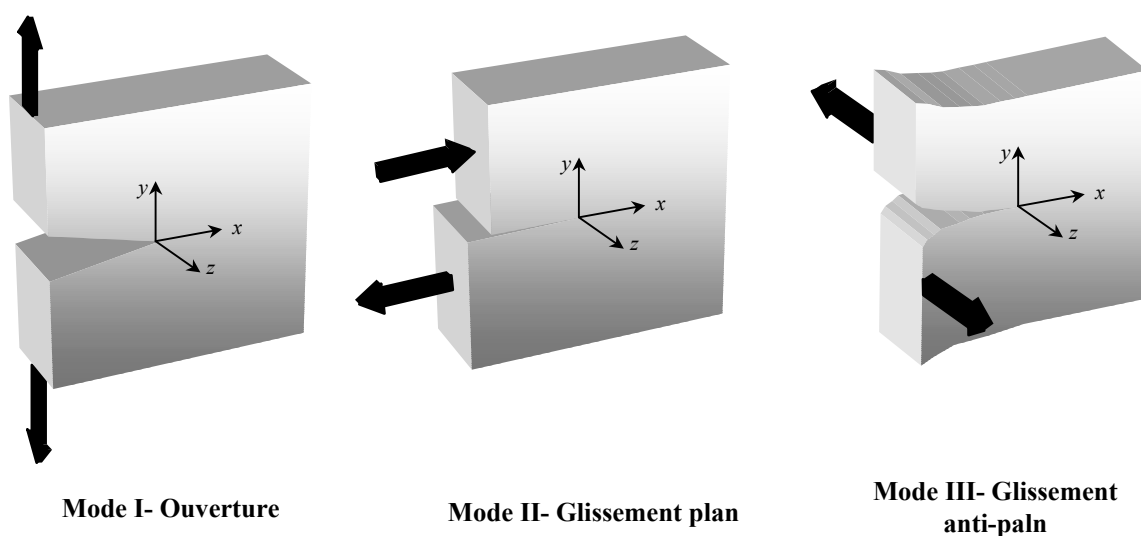 y
x
z
y
x
z
y
x
z
Mode I- Ouverture
Mode II- Glissement plan
Mode III- Glissement
anti-paln